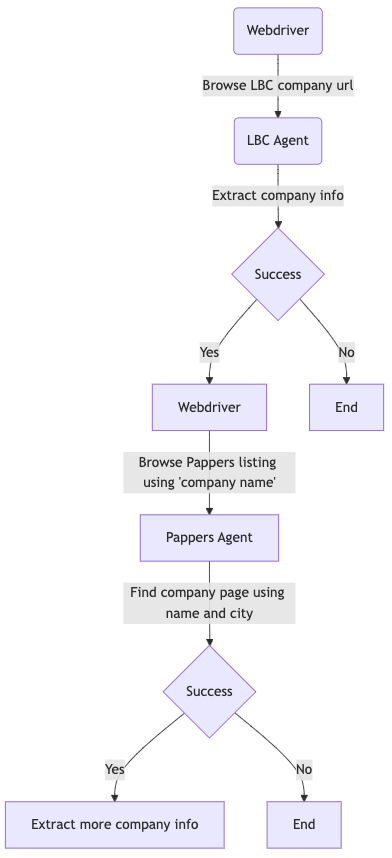 Webdriver
Browse LBC company url
LBC Agent
Extract company info
Success
Yes
No
Webdriver
End
Browse Pappers listing
using 'company name'
Pappers Agent
Find company page using
name and city
Success
Yes
No
Extract more company info
End